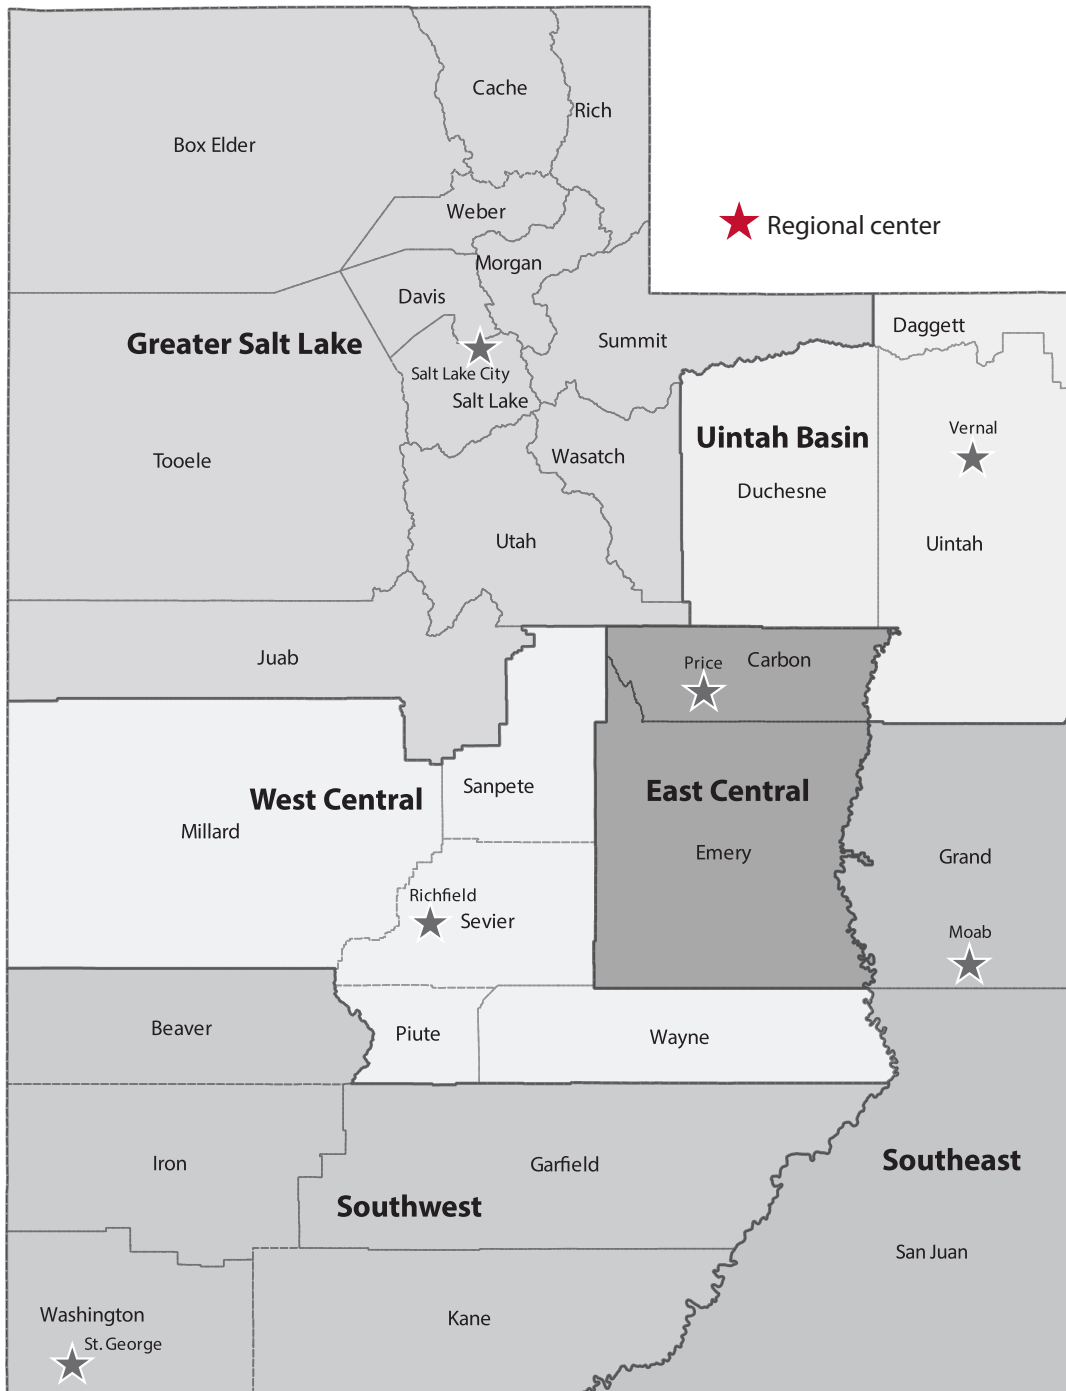 Cache
Rich
Box Elder
Weber
Regional center
Morgan
Davis
Daggett
Greater Salt Lake
Summit
Salt Lake City
Salt Lake
Vernal
Uintah Basin
Wasatch
Tooele
Duchesne
Utah
Uintah
Juab
Price
Carbon
Sanpete
East Central
West Central
Millard
Emery
Grand
Richfield
Sevier
Moab
Beaver
Piute
Wayne
Iron
Garfield
Southeast
Southwest
San Juan
Washington
Kane
St. George